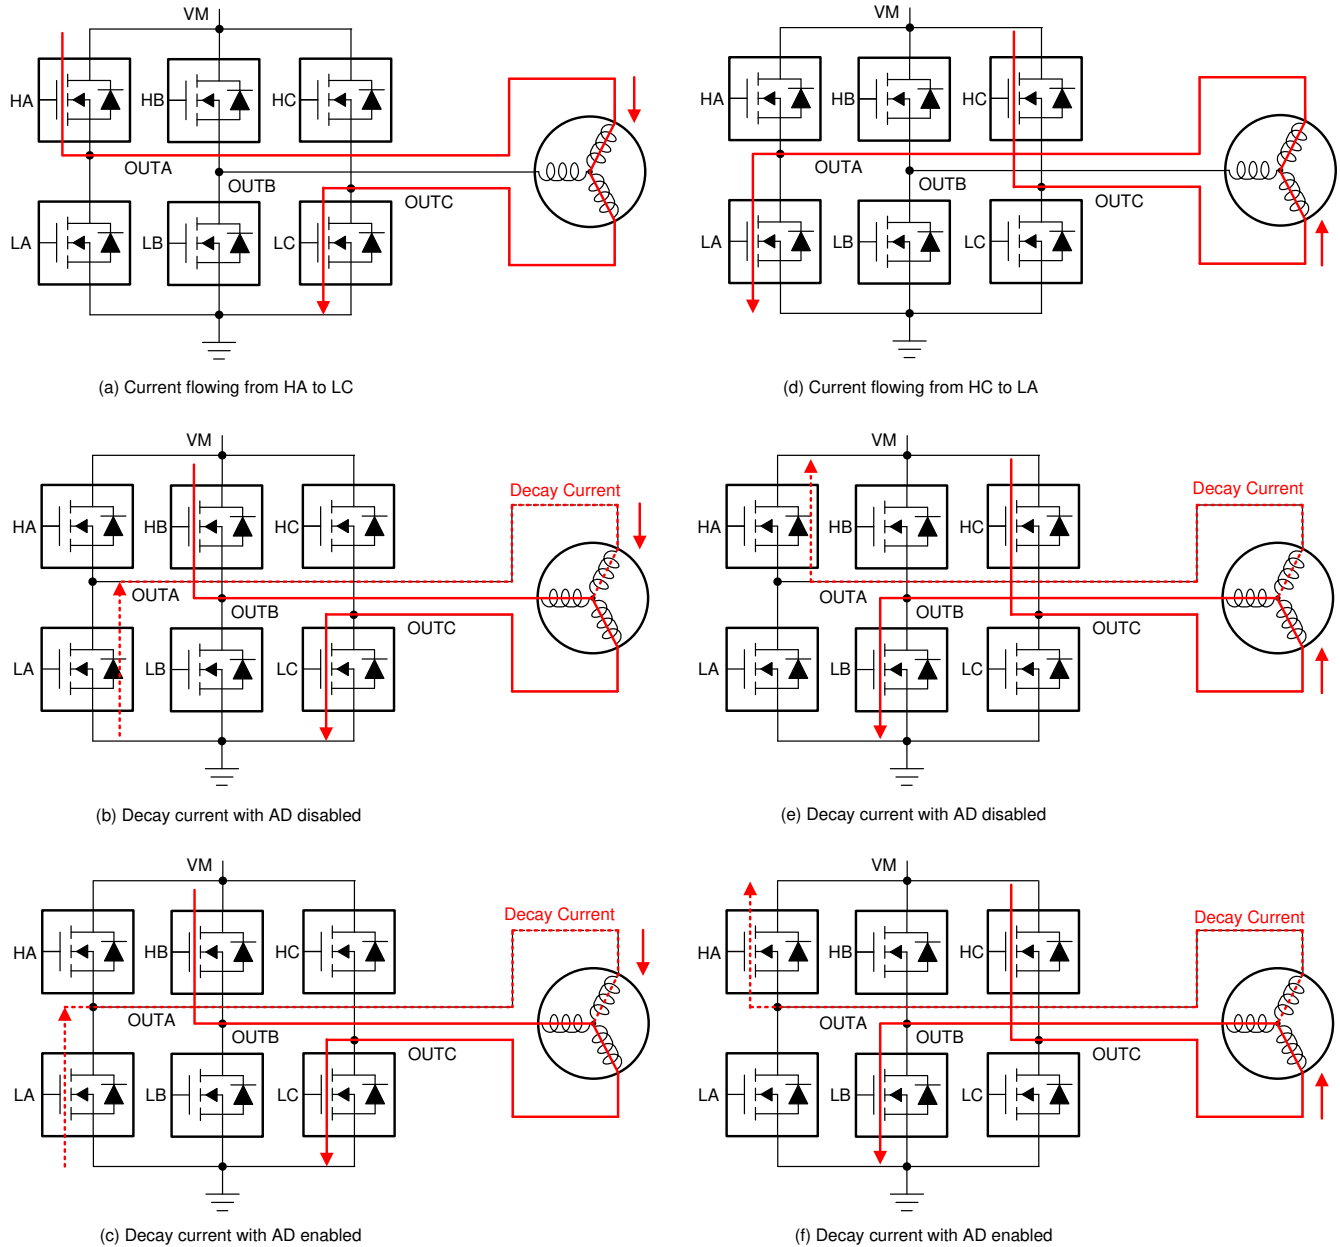 VM
HA
HB
HC
OUTA
OUTB
OUTC
LA
LB
LC
(a) Current flowing from HA to LC
VM
HA
HB
HC
OUTA
OUTB
OUTC
LA
LB
LC
(d) Current flowing from HC to LA
VM
Decay Current
HA
HB
HC
OUTA
OUTB
OUTC
LA
LB
LC
(b) Decay current with AD disabled
VM
Decay Current
HA
HB
HC
OUTA
OUTB
OUTC
LA
LB
LC
(e) Decay current with AD disabled
VM
Decay Current
HA
HB
HC
OUTA
OUTB
OUTC
LA
LB
LC
(c) Decay current with AD enabled
VM
Decay Current
HA
HB
HC
OUTA
OUTB
OUTC
LA
LB
LC
(f) Decay current with AD enabled